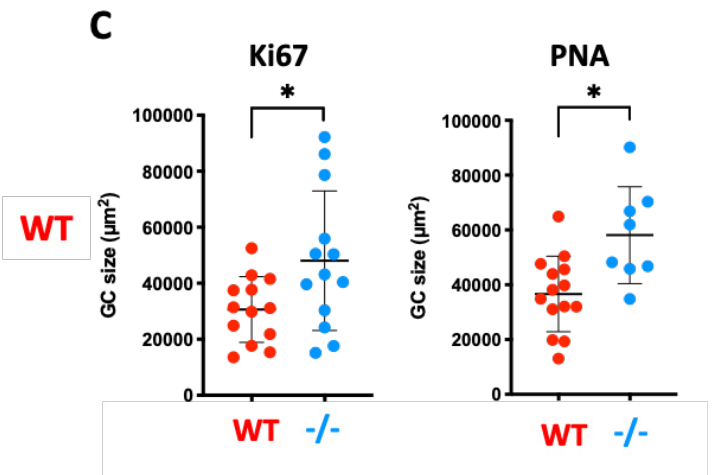 C
Ki67
*
100000
80000
60000
40000
20000
0
GC size (µm²)
WT -/-
PNA
*
100000
80000
60000
40000
20000
0
GC size (µm²)
WT -/-
WT